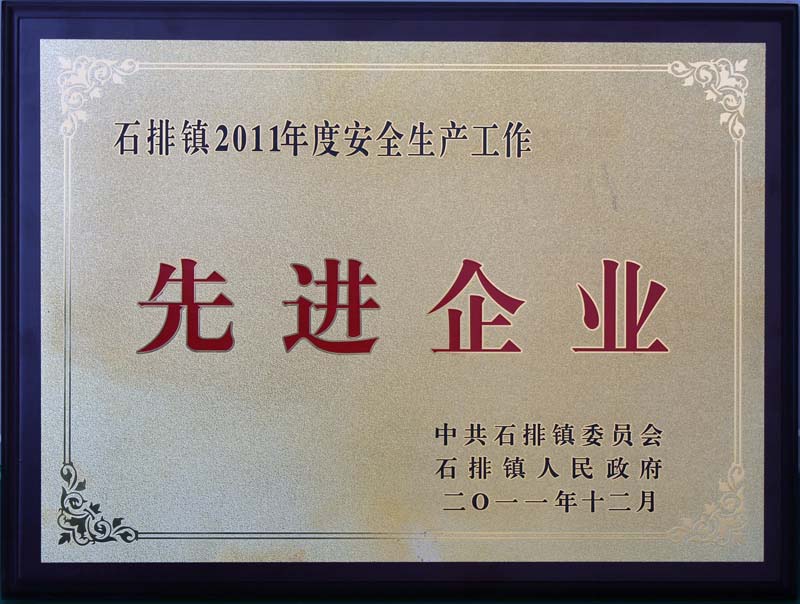 石排镇2011年度安全生产工作
先进企业
中共石排镇委员会
石排镇人民政府
二〇一一年十二月